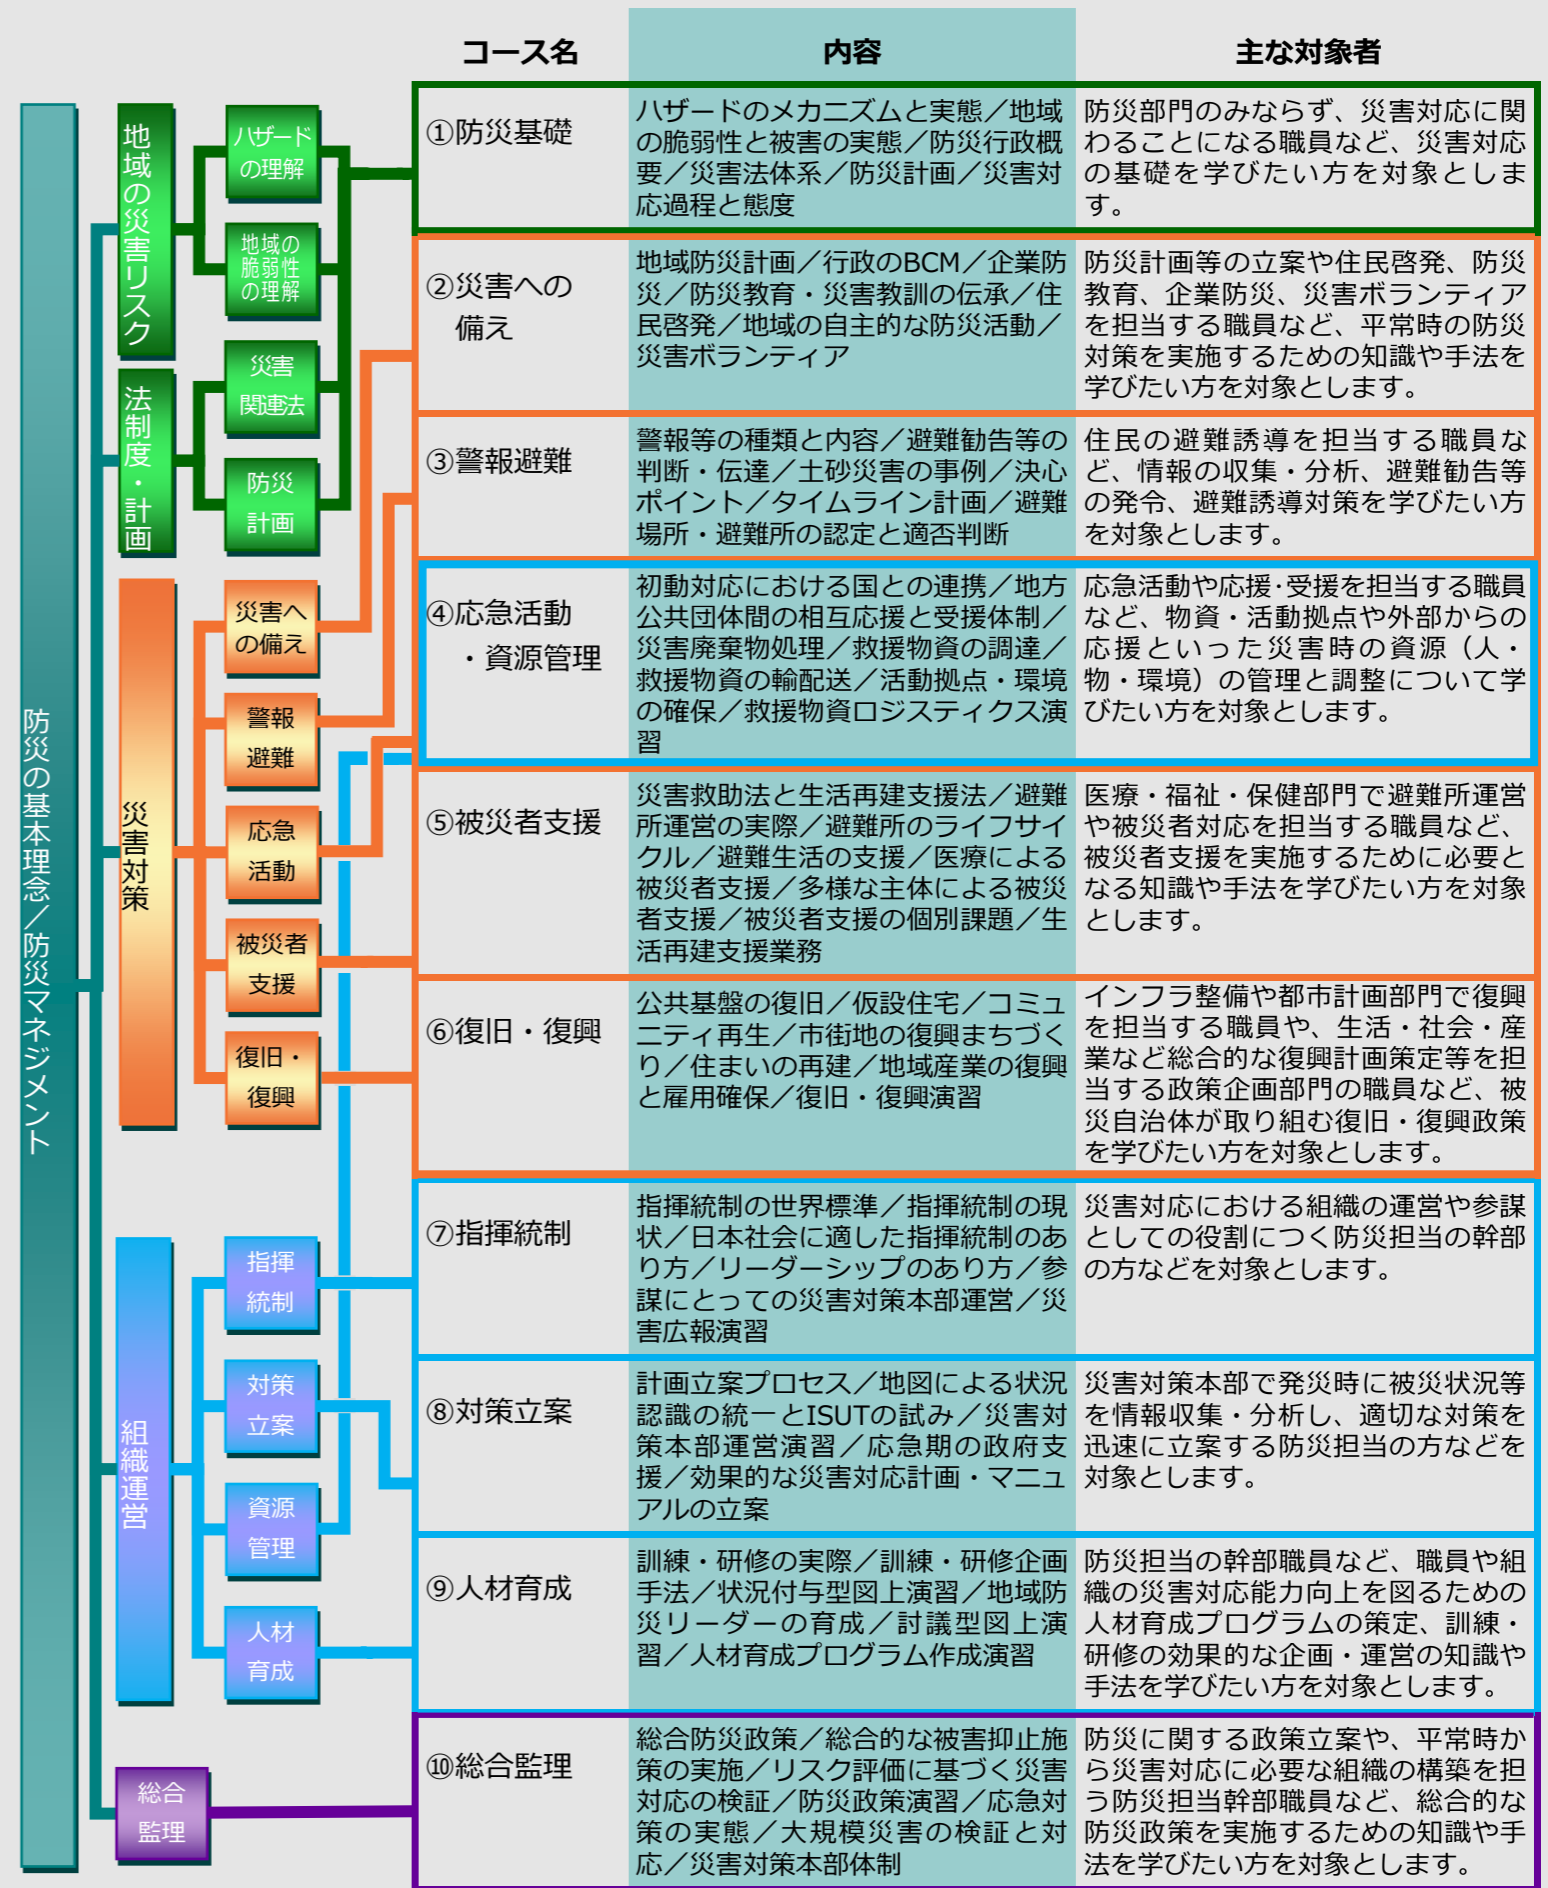 コース名
内容
主な対象者
防災の基本理念／防災マネジメント
地域の災害リスク
ハザード
の理解
地域の
脆弱性
の理解
法制度・計画
災害
関連法
防災
計画
災害対策
災害へ
の備え
警報
避難
応急
活動
被災者
支援
復旧・
復興
組織運営
指揮
統制
対策
立案
資源
管理
人材
育成
総合
監理
①防災基礎
ハザードのメカニズムと実態／地域
の脆弱性と被害の実態／防災行政概
要／災害法体系／防災計画／災害対
応過程と態度
防災部門のみならず、災害対応に関
わることになる職員など、災害対応
の基礎を学びたい方を対象としま
す。
②災害への
備え
地域防災計画／行政のBCM／企業防
災／防災教育・災害教訓の伝承／住
民啓発／地域の自主的な防災活動／
災害ボランティア
防災計画等の立案や住民啓発、防災
教育、企業防災、災害ボランティア
を担当する職員など、平常時の防災
対策を実施するための知識や手法を
学びたい方を対象とします。
③警報避難
警報等の種類と内容／避難勧告等の
判断・伝達／土砂災害の事例／決心
ポイント／タイムライン計画／避難
場所・避難所の認定と適否判断
住民の避難誘導を担当する職員な
ど、情報の収集・分析、避難勧告等
の発令、避難誘導対策を学びたい方
を対象とします。
④応急活動
・資源管理
初動対応における国との連携／地方
公共団体間の相互応援と受援体制／
災害廃棄物処理／救援物資の調達／
救援物資の輸配送／活動拠点・環境
の確保／救援物資ロジスティクス演
習
応急活動や応援･受援を担当する職員
など、物資・活動拠点や外部からの
応援といった災害時の資源（人・
物・環境）の管理と調整について学
びたい方を対象とします。
⑤被災者支援
災害救助法と生活再建支援法／避難
所運営の実際／避難所のライフサイ
クル／避難生活の支援／医療による
被災者支援／多様な主体による被災
者支援／被災者支援の個別課題／生
活再建支援業務
医療・福祉・保健部門で避難所運営
や被災者対応を担当する職員など、
被災者支援を実施するために必要と
なる知識や手法を学びたい方を対象
とします。
⑥復旧・復興
公共基盤の復旧／仮設住宅／コミュ
ニティ再生／市街地の復興まちづく
り／住まいの再建／地域産業の復興
と雇用確保／復旧・復興演習
インフラ整備や都市計画部門で復興
を担当する職員や、生活・社会・産
業など総合的な復興計画策定等を担
当する政策企画部門の職員など、被
災自治体が取り組む復旧・復興政策
を学びたい方を対象とします。
⑦指揮統制
指揮統制の世界標準／指揮統制の現
状／日本社会に適した指揮統制のあ
り方／リーダーシップのあり方／参
謀にとっての災害対策本部運営／災
害広報演習
災害対応における組織の運営や参謀
としての役割につく防災担当の幹部
の方などを対象とします。
⑧対策立案
計画立案プロセス／地図による状況
認識の統一とISUTの試み／災害対
策本部運営演習／応急期の政府支
援／効果的な災害対応計画・マニュ
アルの立案
災害対策本部で発災時に被災状況等
を情報収集・分析し、適切な対策を
迅速に立案する防災担当の方などを
対象とします。
⑨人材育成
訓練・研修の実際／訓練・研修企画
手法／状況付与型図上演習／地域防
災リーダーの育成／討議型図上演
習／人材育成プログラム作成演習
防災担当の幹部職員など、職員や組
織の災害対応能力向上を図るための
人材育成プログラムの策定、訓練・
研修の効果的な企画・運営の知識や
手法を学びたい方を対象とします。
⑩総合監理
総合防災政策／総合的な被害抑止施
策の実施／リスク評価に基づく災害
対応の検証／防災政策演習／応急対
策の実態／大規模災害の検証と対
応／災害対策本部体制
防災に関する政策立案や、平常時か
ら災害対応に必要な組織の構築を担
う防災担当幹部職員など、総合的な
防災政策を実施するための知識や手
法を学びたい方を対象とします。